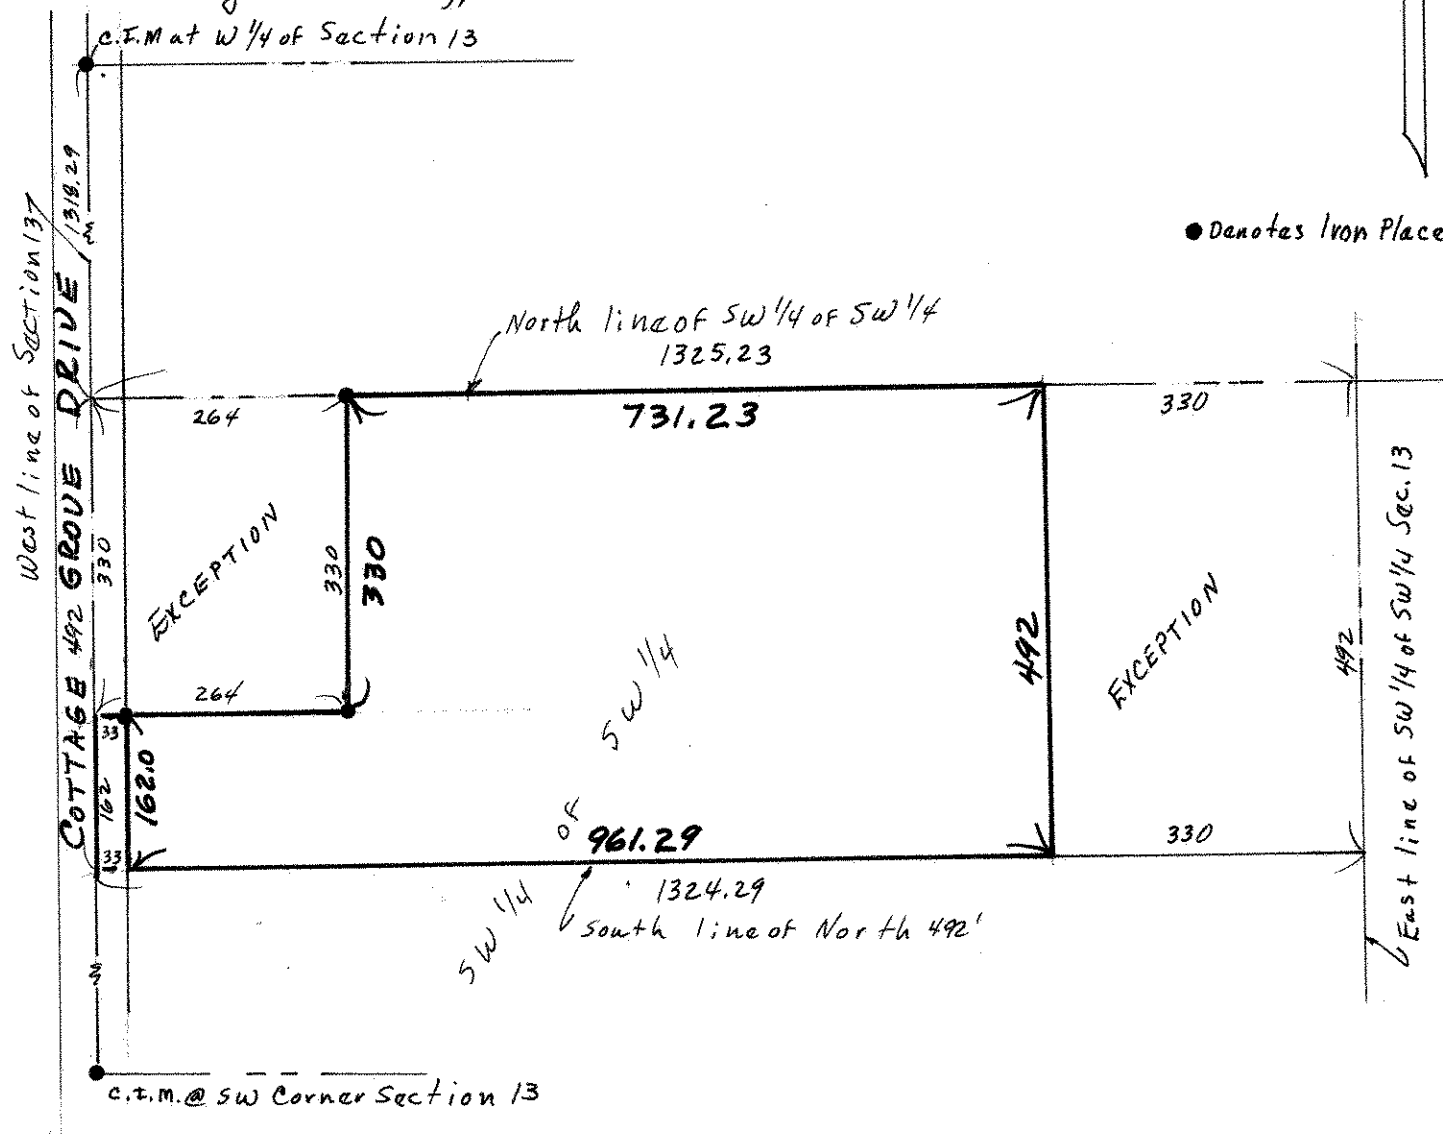 C.I.M at W 1/4 of Section 13
1318.29
West line of Section 13
● Denotes Iron Place
North line of SW 1/4 of SW 1/4
1325.23
264
731.23
330
COTTAGE GROVE DRIVE
492
330
EXCEPTION
330
330
492
EXCEPTION
492
East line of SW 1/4 of SW 1/4 Sec. 13
264
SW 1/4
of
SW 1/4
33
162
162.0
33
961.29
330
1324.29
South line of North 492'
C.I.M. @ SW Corner Section 13